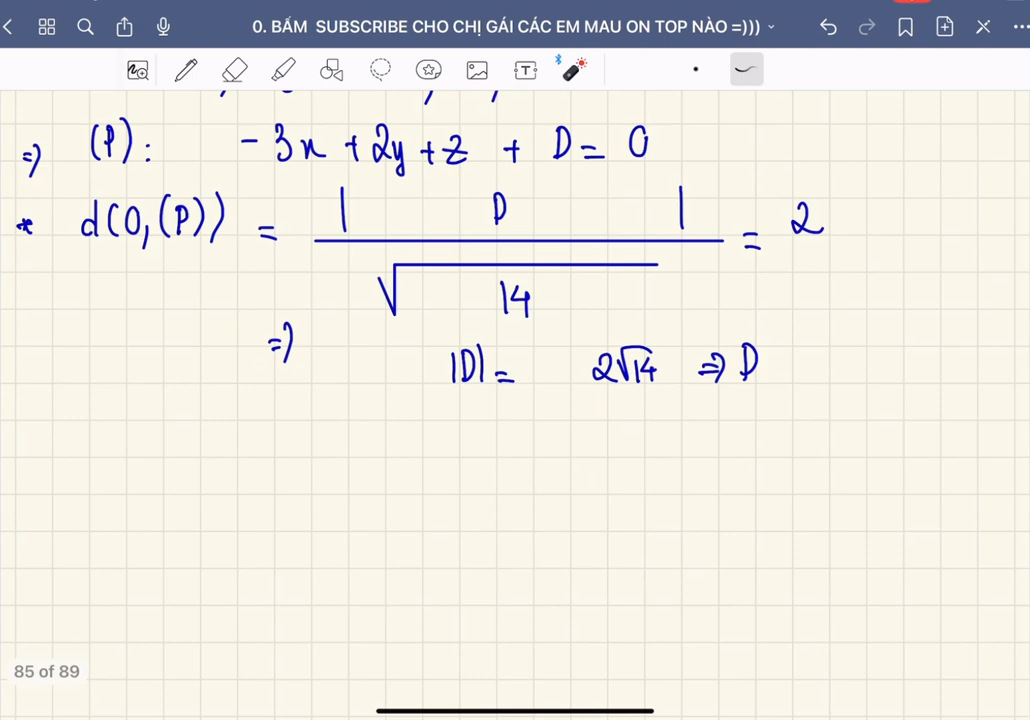 0. BẤM SUBSCRIBE CHO CHỊ GÁI CÁC EM MAU ON TOP NÀO =)))
=> (P): -3x + 2y + z + D = 0
* d(O,(P)) = | D | / √14 = 2
=> |D| = 2√14 => D
85 of 89